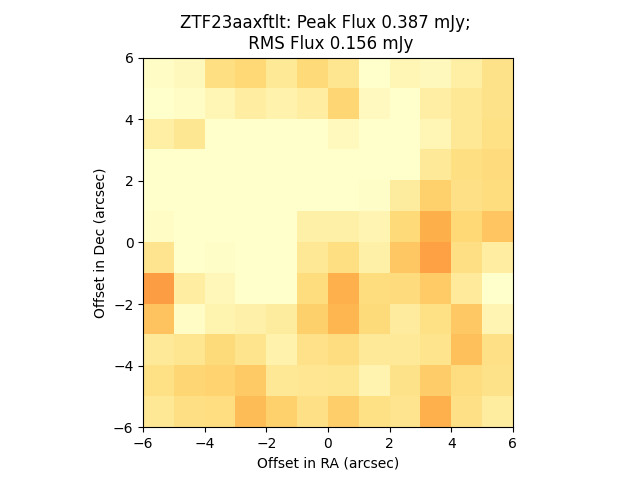 ZTF23aaxftlt: Peak Flux 0.387 mJy;
RMS Flux 0.156 mJy
6
4
2
0
−2
−4
−6
Offset in Dec (arcsec)
−6 −4 −2 0 2 4 6
Offset in RA (arcsec)